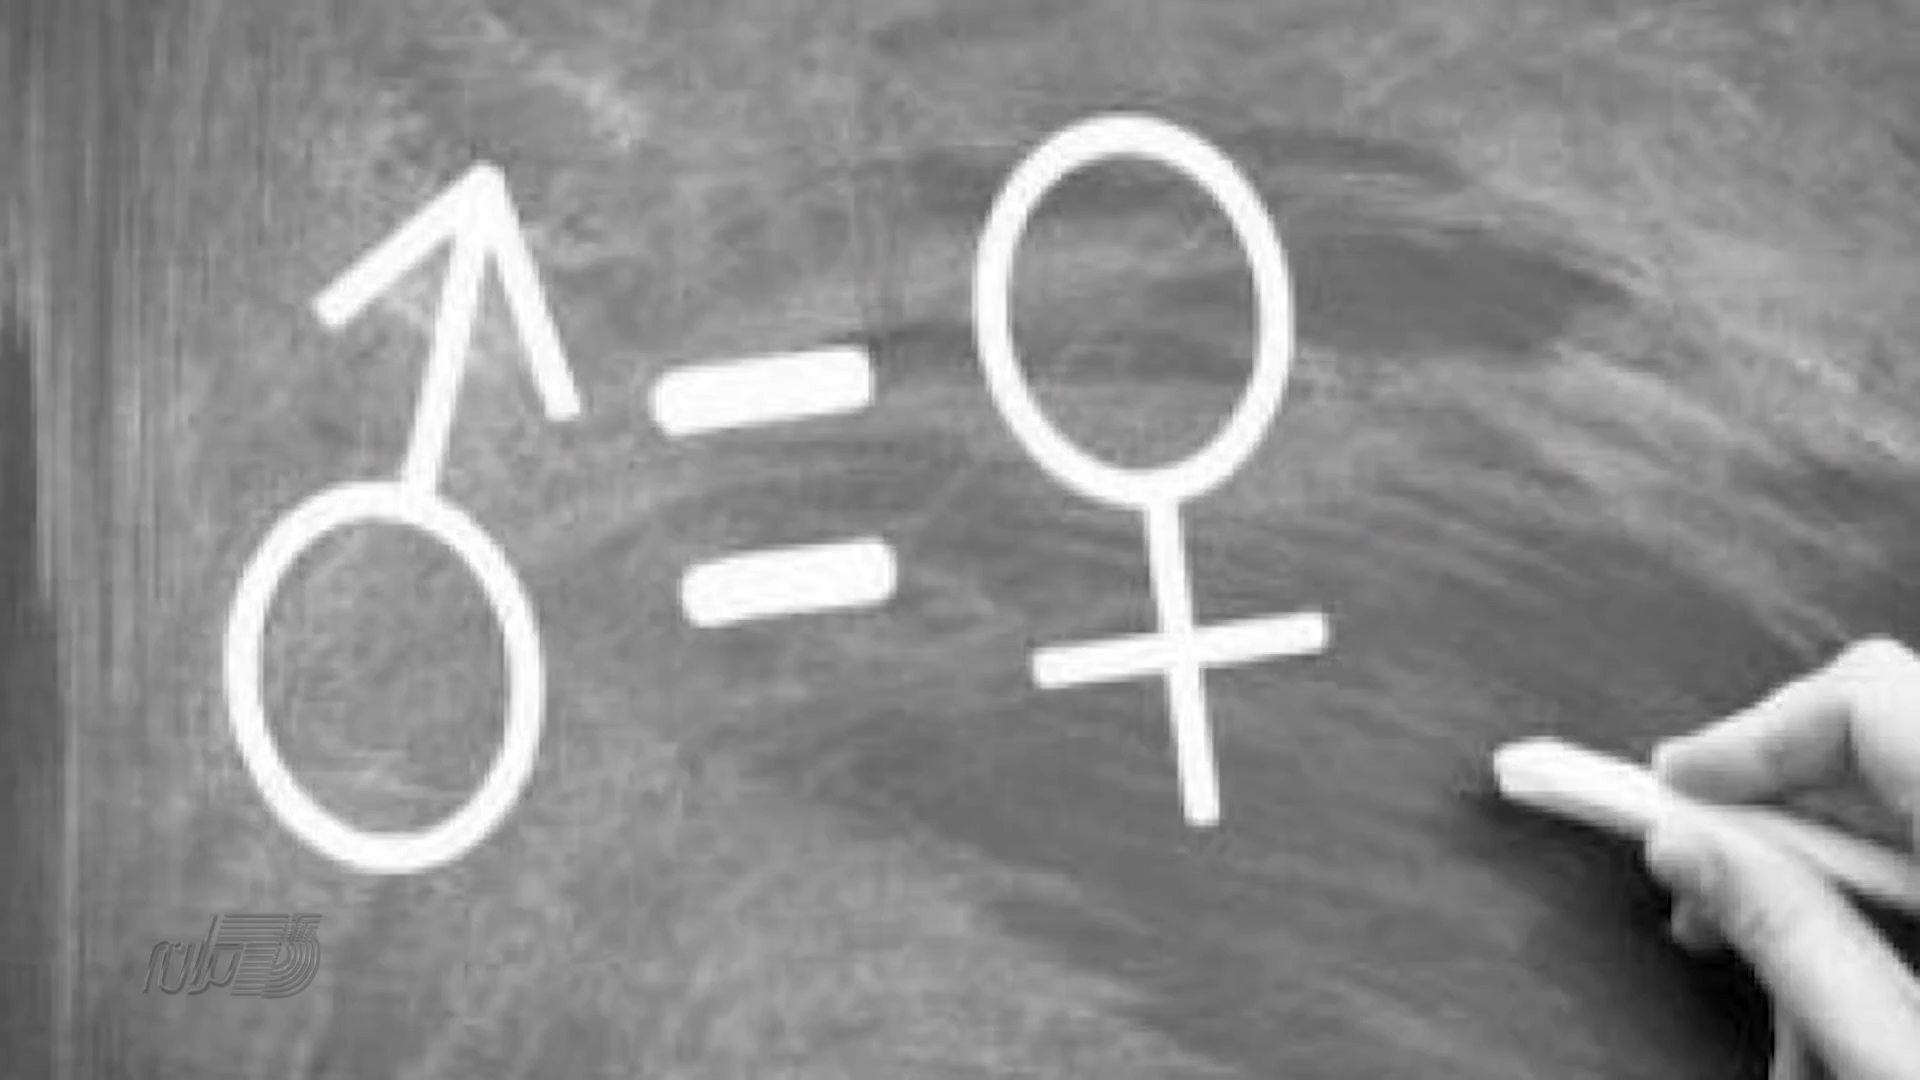 ♂ = ♀